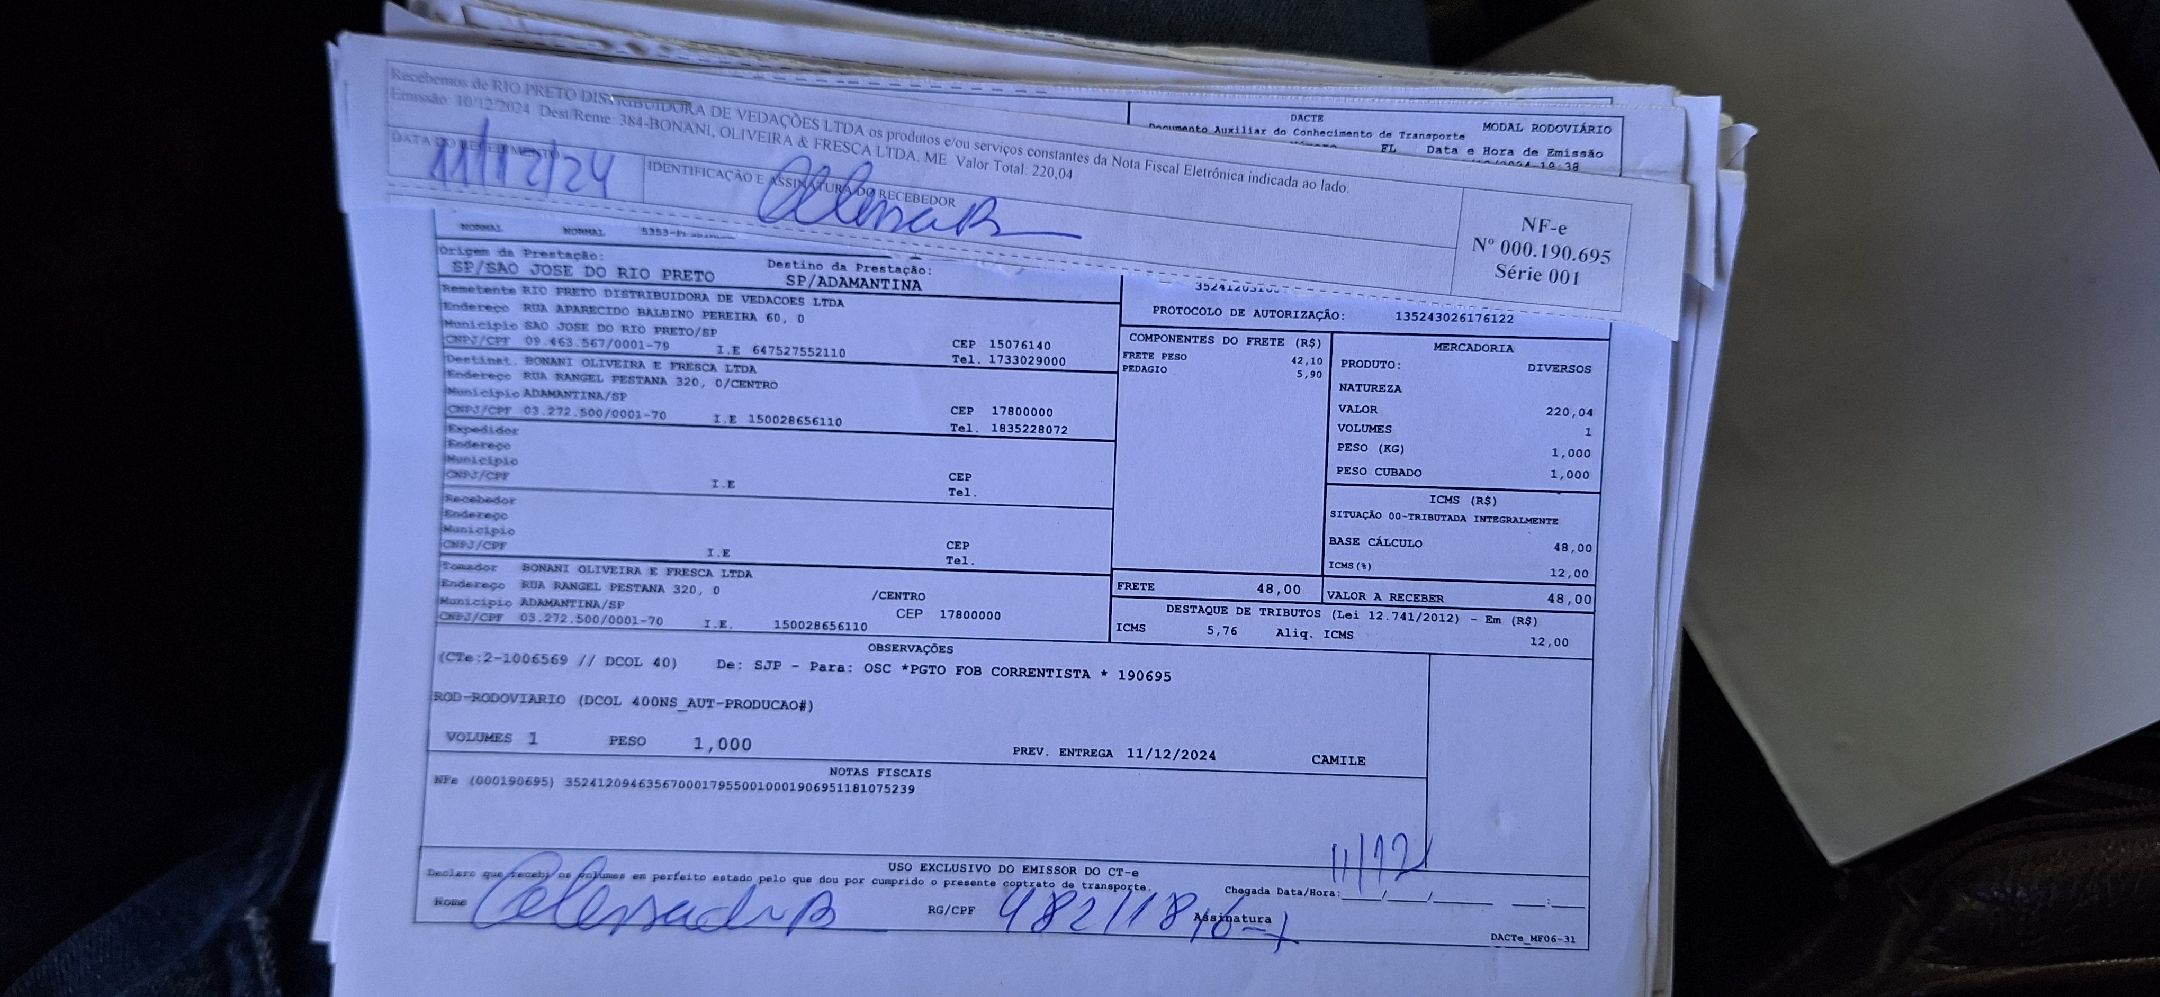 Recebemos de RIO PRETO DISTRIBUIDORA DE VEDAÇÕES LTDA os produtos e/ou serviços constantes da Nota Fiscal Eletrônica indicada ao lado.
Emissão: 10/12/2024 Dest/Reme: 384-BONANI, OLIVEIRA & FRESCA LTDA. ME Valor Total: 220,04
DATA DO RECEBIMENTO
11/12/24
IDENTIFICAÇÃO E ASSINATURA DO RECEBEDOR
NF-e
Nº 000.190.695
Série 001
DACTE
Documento Auxiliar do Conhecimento de Transporte
MODAL RODOVIÁRIO
FL Data e Hora de Emissão
NORMAL NORMAL
Origem da Prestação:
SP/SAO JOSE DO RIO PRETO
Destino da Prestação:
SP/ADAMANTINA
Remetente RIO PRETO DISTRIBUIDORA DE VEDACOES LTDA
Endereço RUA APARECIDO BALBINO PEREIRA 60, 0
Município SAO JOSE DO RIO PRETO/SP CEP 15076140
CNPJ/CPF 09.463.567/0001-79 I.E 647527552110 Tel. 1733029000
Destinat. BONANI OLIVEIRA E FRESCA LTDA
Endereço RUA RANGEL PESTANA 320, 0/CENTRO
Município ADAMANTINA/SP CEP 17800000
CNPJ/CPF 03.272.500/0001-70 I.E 150028656110 Tel. 1835228072
Expedidor
Endereço
Município CEP
CNPJ/CPF I.E Tel.
Recebedor
Endereço
Município CEP
CNPJ/CPF I.E Tel.
Tomador BONANI OLIVEIRA E FRESCA LTDA
Endereço RUA RANGEL PESTANA 320, 0 /CENTRO
Município ADAMANTINA/SP CEP 17800000
CNPJ/CPF 03.272.500/0001-70 I.E. 150028656110
PROTOCOLO DE AUTORIZAÇÃO: 135243026176122
COMPONENTES DO FRETE (R$)
FRETE PESO 42,10
PEDAGIO 5,90
FRETE 48,00
MERCADORIA
PRODUTO: DIVERSOS
NATUREZA
VALOR 220,04
VOLUMES 1
PESO (KG) 1,000
PESO CUBADO 1,000
ICMS (R$)
SITUAÇÃO 00-TRIBUTADA INTEGRALMENTE
BASE CÁLCULO 48,00
ICMS(%) 12,00
VALOR A RECEBER 48,00
DESTAQUE DE TRIBUTOS (Lei 12.741/2012) - Em (R$)
ICMS 5,76 Aliq. ICMS 12,00
OBSERVAÇÕES
(CTe:2-1006569 // DCOL 40) De: SJP - Para: OSC *PGTO FOB CORRENTISTA * 190695
ROD-RODOVIARIO (DCOL 400NS_AUT-PRODUCAO#)
VOLUMES 1 PESO 1,000 PREV. ENTREGA 11/12/2024 CAMILE
NOTAS FISCAIS
NFe (000190695) 35241209463567000179550010001906951181075239
USO EXCLUSIVO DO EMISSOR DO CT-e
Declaro que recebi os volumes em perfeito estado pelo que dou por cumprido o presente contrato de transporte.
11/12
Chegada Data/Hora:___/___/_____ __:__
Nome RG/CPF Assinatura
DACTe_MF06-31